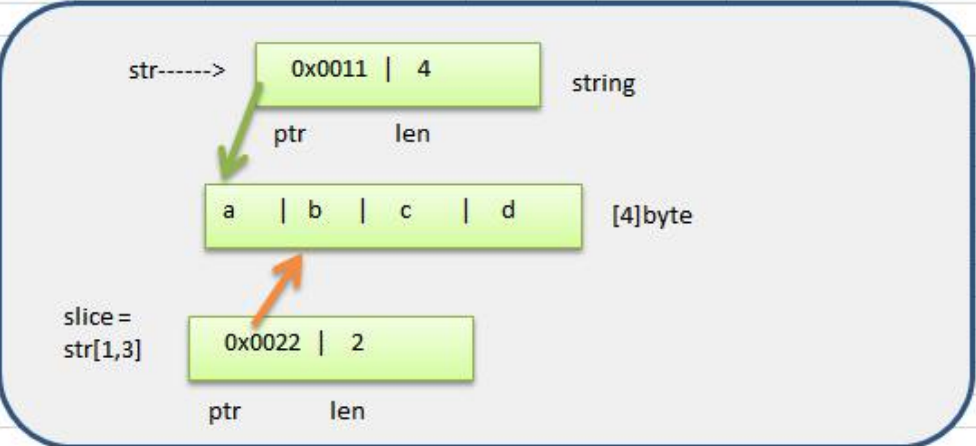 str------> 0x0011 | 4 string
ptr len
a | b | c | d [4]byte
slice =
str[1,3] 0x0022 | 2
ptr len